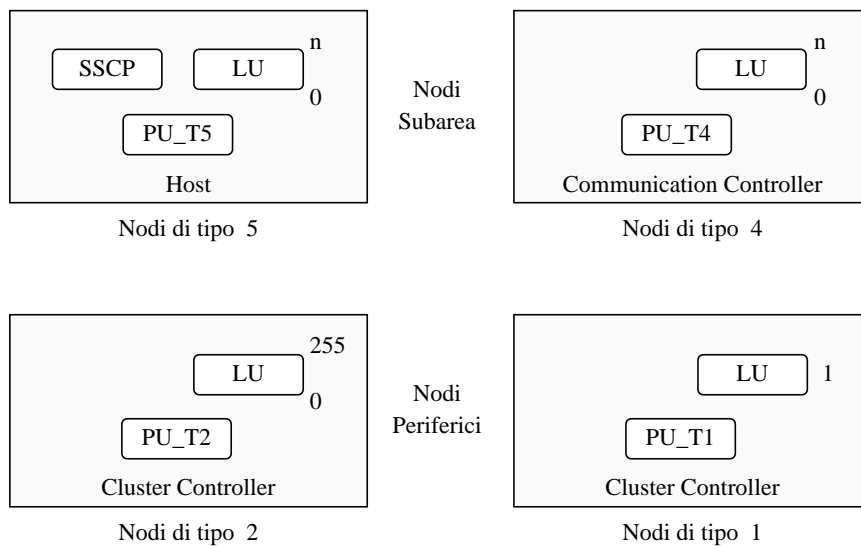 n
SSCP
LU
0
PU_T5
Host
Nodi di tipo 5
Nodi
Subarea
n
LU
0
PU_T4
Communication Controller
Nodi di tipo 4
255
LU
0
PU_T2
Cluster Controller
Nodi di tipo 2
Nodi
Periferici
LU
1
PU_T1
Cluster Controller
Nodi di tipo 1